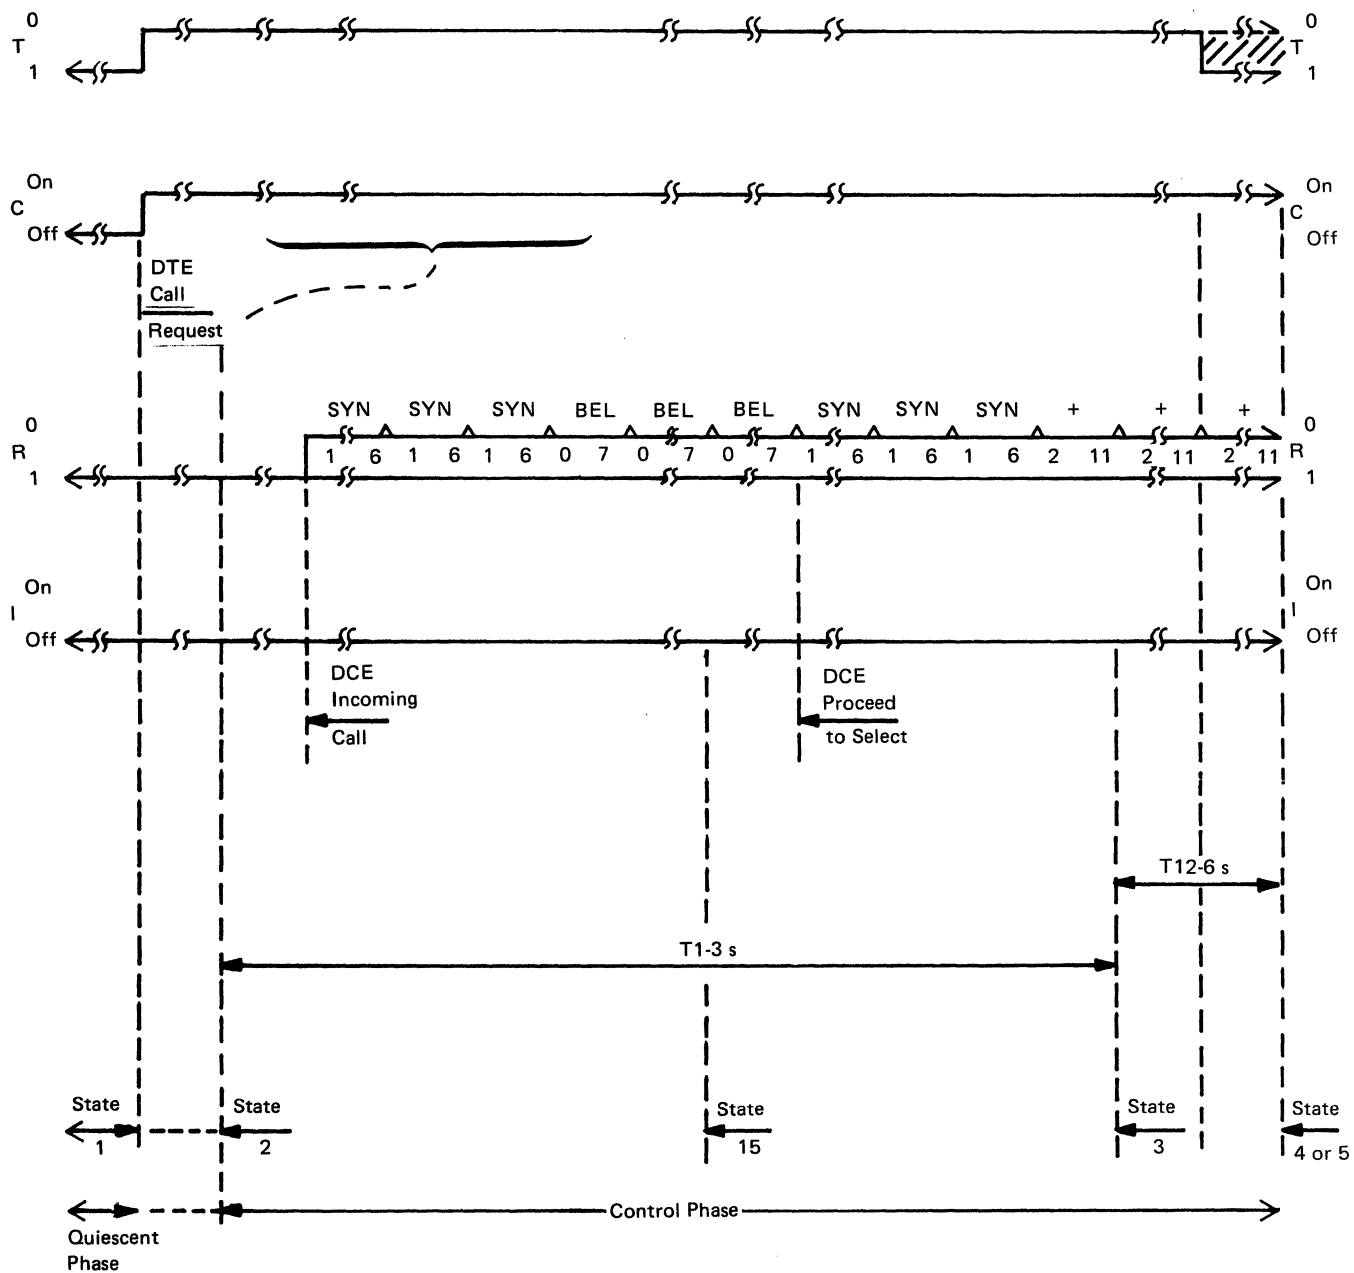 0 0
T T
1 1
On On
C C
Off Off
DTE
Call
Request
SYN SYN SYN BEL BEL BEL SYN SYN SYN + + +
0 0
1 6 1 6 1 6 0 7 0 7 0 7 1 6 1 6 1 6 2 11 2 11 2 11
R R
1 1
On On
I I
Off Off
DCE
Incoming
Call
DCE
Proceed
to Select
T12-6 s
T1-3 s
State
1
State
2
State
15
State
3
State
4 or 5
Control Phase
Quiescent
Phase